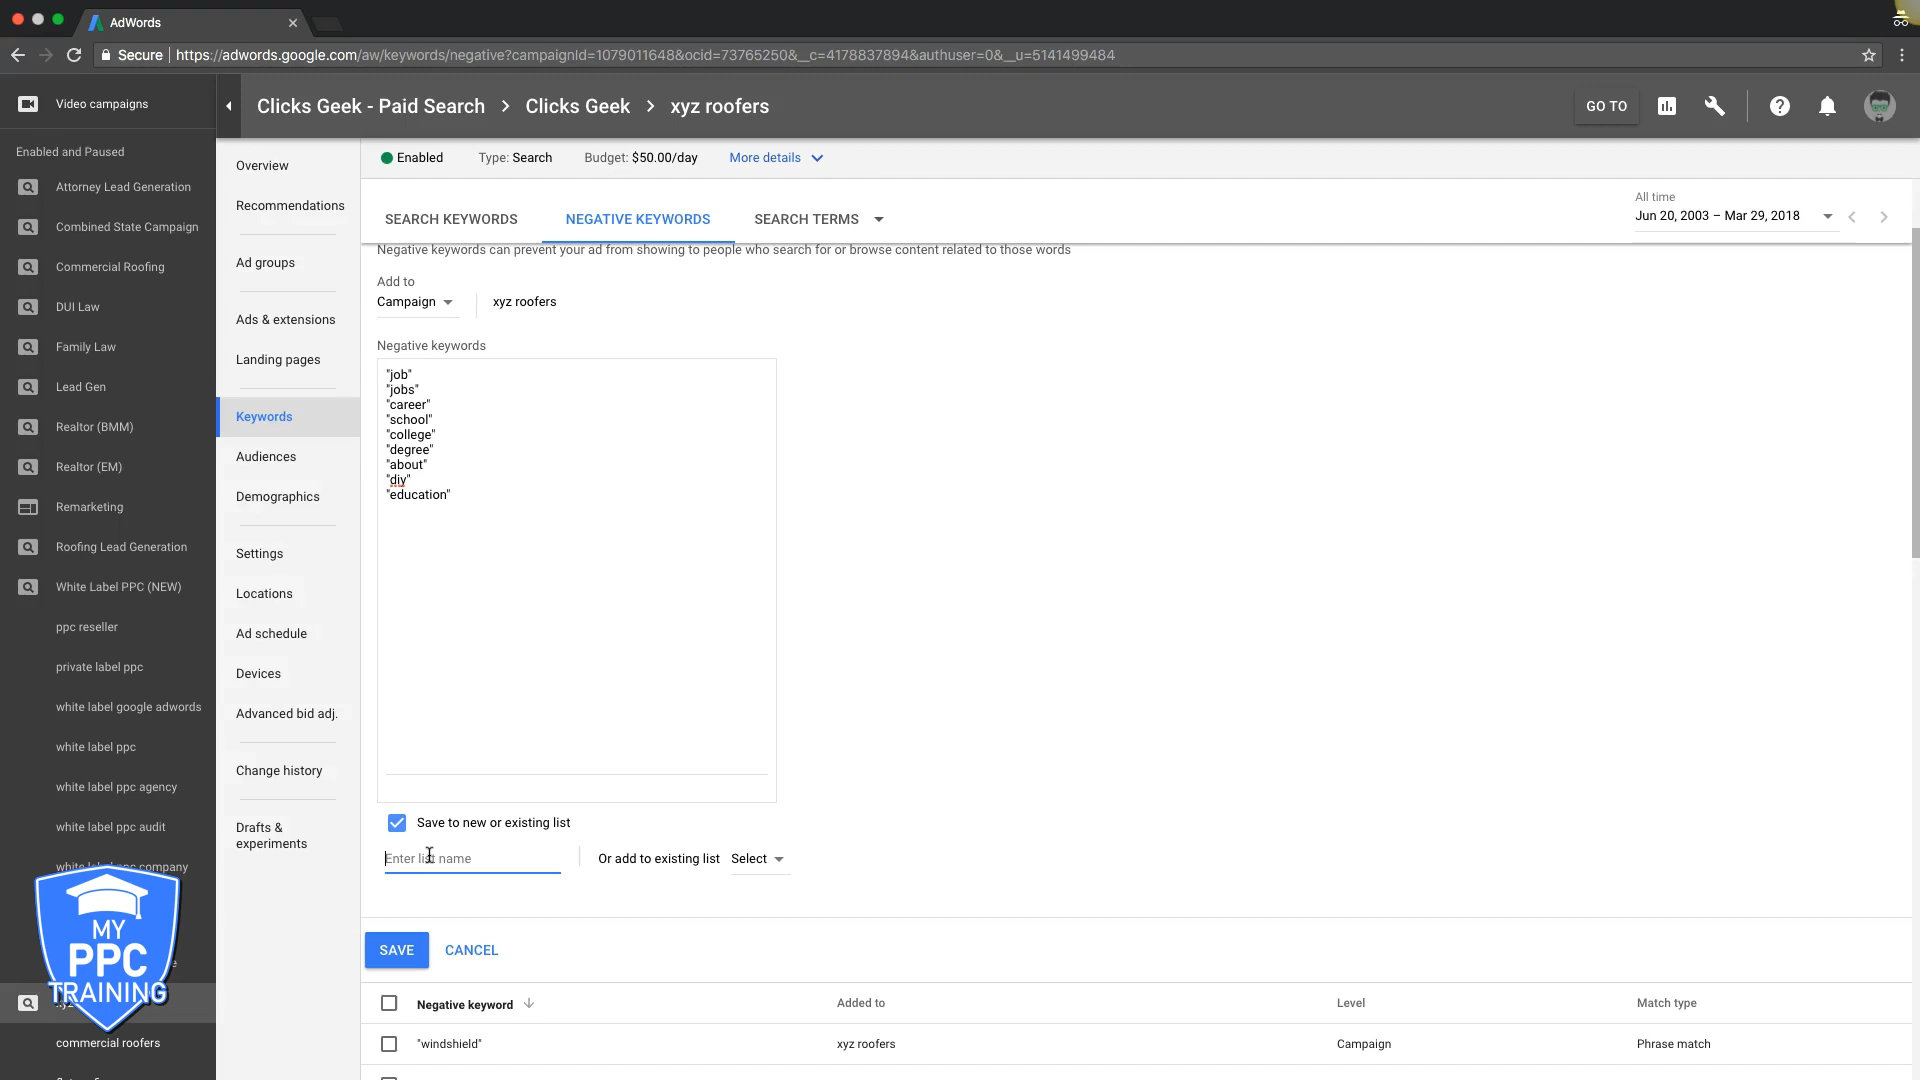 AdWords
Secure
https://adwords.google.com/aw/keywords/negative?campaignId=1079011648&ocid=73765250&__c=4178837894&authuser=0&__u=5141499484
Video campaigns
Clicks Geek - Paid Search > Clicks Geek > xyz roofers
GO TO
Enabled and Paused
Attorney Lead Generation
Combined State Campaign
Commercial Roofing
DUI Law
Family Law
Lead Gen
Realtor (BMM)
Realtor (EM)
Remarketing
Roofing Lead Generation
White Label PPC (NEW)
ppc reseller
private label ppc
white label google adwords
white label ppc
white label ppc agency
white label ppc audit
white label ppc company
commercial roofers
MY
PPC
TRAINING
Overview
Recommendations
Ad groups
Ads & extensions
Landing pages
Keywords
Audiences
Demographics
Settings
Locations
Ad schedule
Devices
Advanced bid adj.
Change history
Drafts &
experiments
Enabled Type: Search Budget: $50.00/day More details
SEARCH KEYWORDS NEGATIVE KEYWORDS SEARCH TERMS
All time
Jun 20, 2003 – Mar 29, 2018
Negative keywords can prevent your ad from showing to people who search for or browse content related to those words
Add to
Campaign xyz roofers
Negative keywords
"job"
"jobs"
"career"
"school"
"college"
"degree"
"about"
"diy"
"education"
Save to new or existing list
Enter list name
Or add to existing list Select
SAVE CANCEL
Negative keyword Added to Level Match type
"windshield" xyz roofers Campaign Phrase match